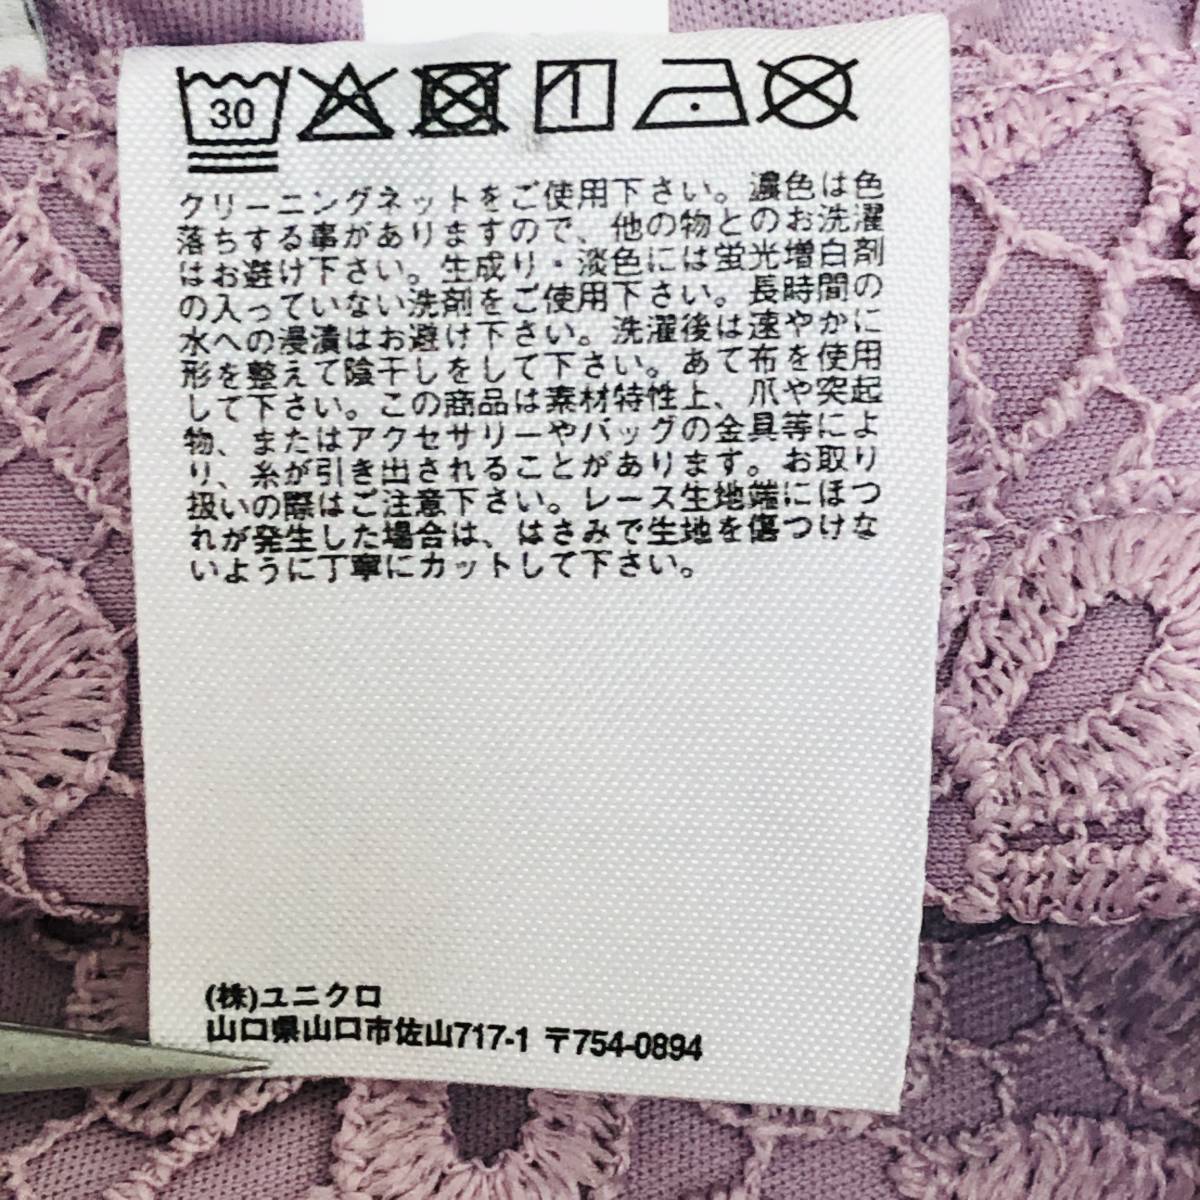 30
クリーニングネットをご使用下さい。濃色は色
落ちする事がありますので、他の物とのお洗濯
はお避け下さい。生成り・淡色には蛍光増白剤
の入っていない洗剤をご使用下さい。長時間の
水への浸漬はお避け下さい。洗濯後は速やかに
形を整えて陰干しをして下さい。あて布を使用
して下さい。この商品は素材特性上、爪や突起
物、またはアクセサリーやバッグの金具等によ
り、糸が引き出されることがあります。お取り
扱いの際はご注意下さい。レース生地端にほつ
れが発生した場合は、はさみで生地を傷つけな
いように丁寧にカットして下さい。
(株)ユニクロ
山口県山口市佐山717-1 〒754-0894